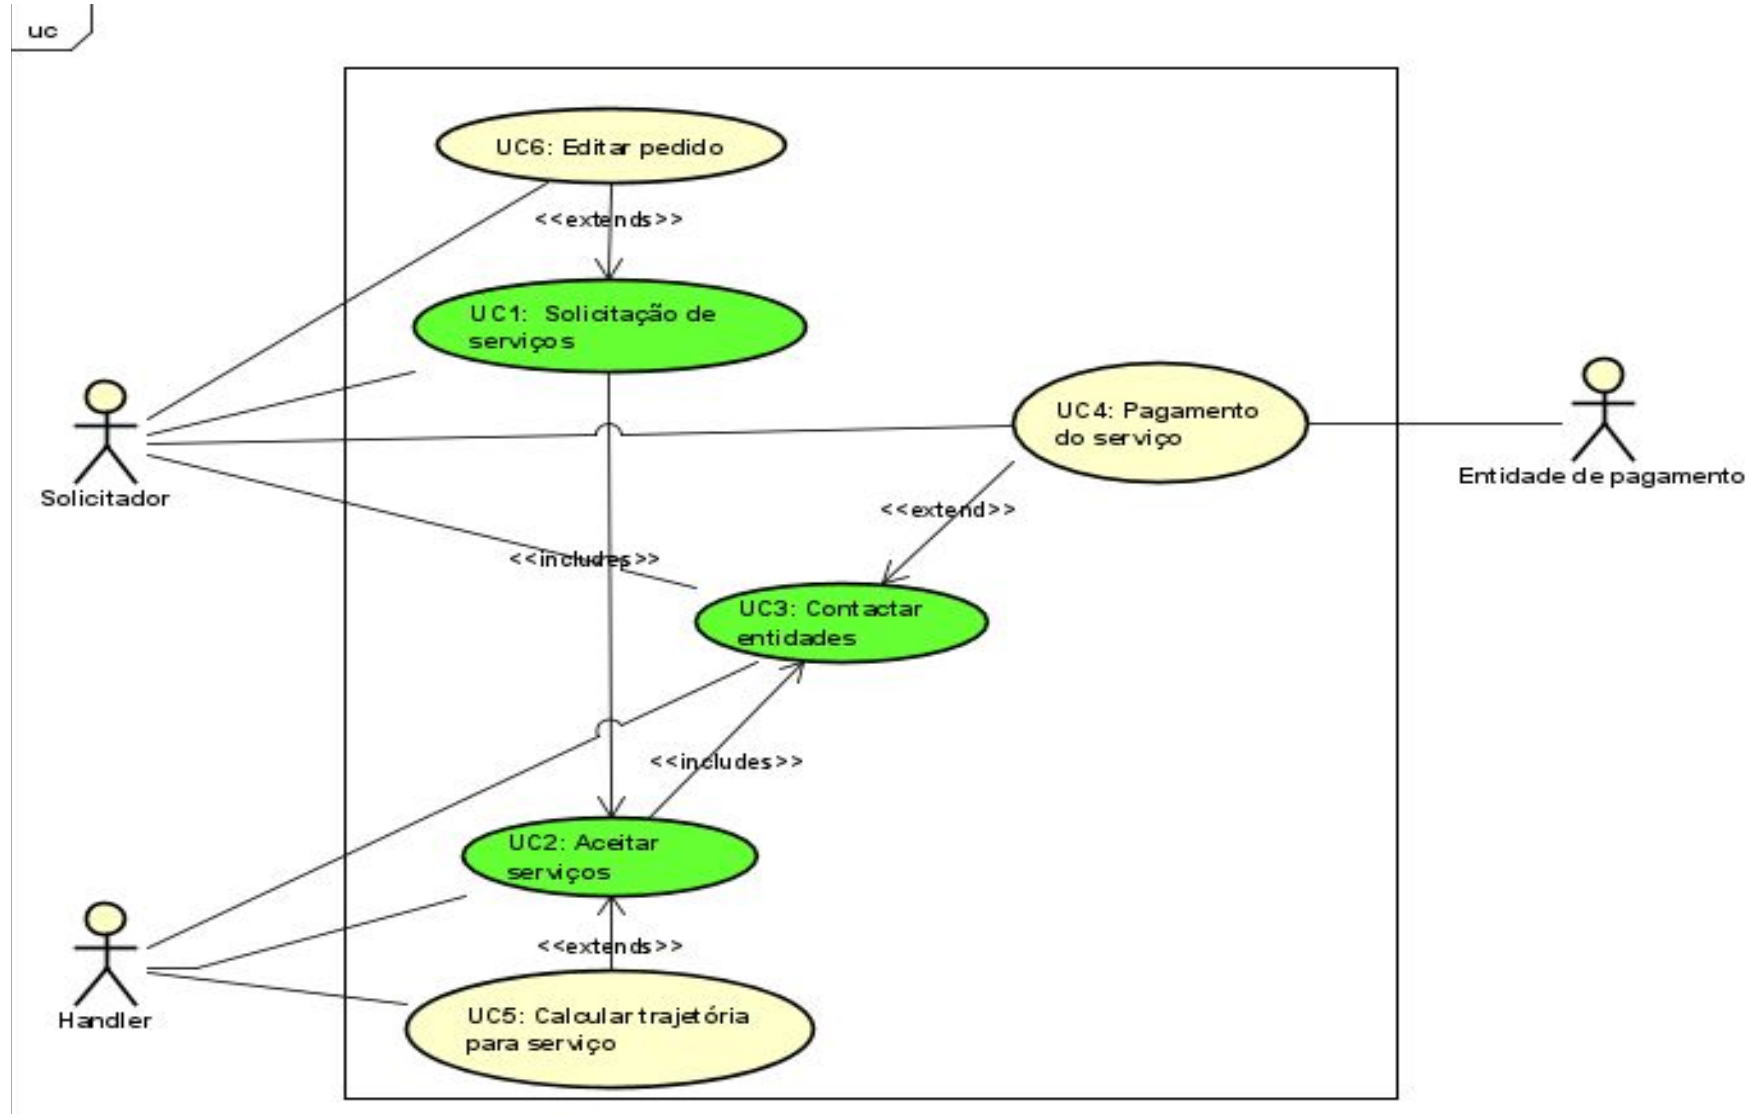 uc
UC6: Editar pedido
<<extends>>
UC1: Solicitação de
serviços
UC4: Pagamento
do serviço
Solicitador
Entidade de pagamento
<<extend>>
<<includes>>
UC3: Contactar
entidades
<<includes>>
UC2: Aceitar
serviços
<<extends>>
UC5: Calcular trajetória
para serviço
Handler